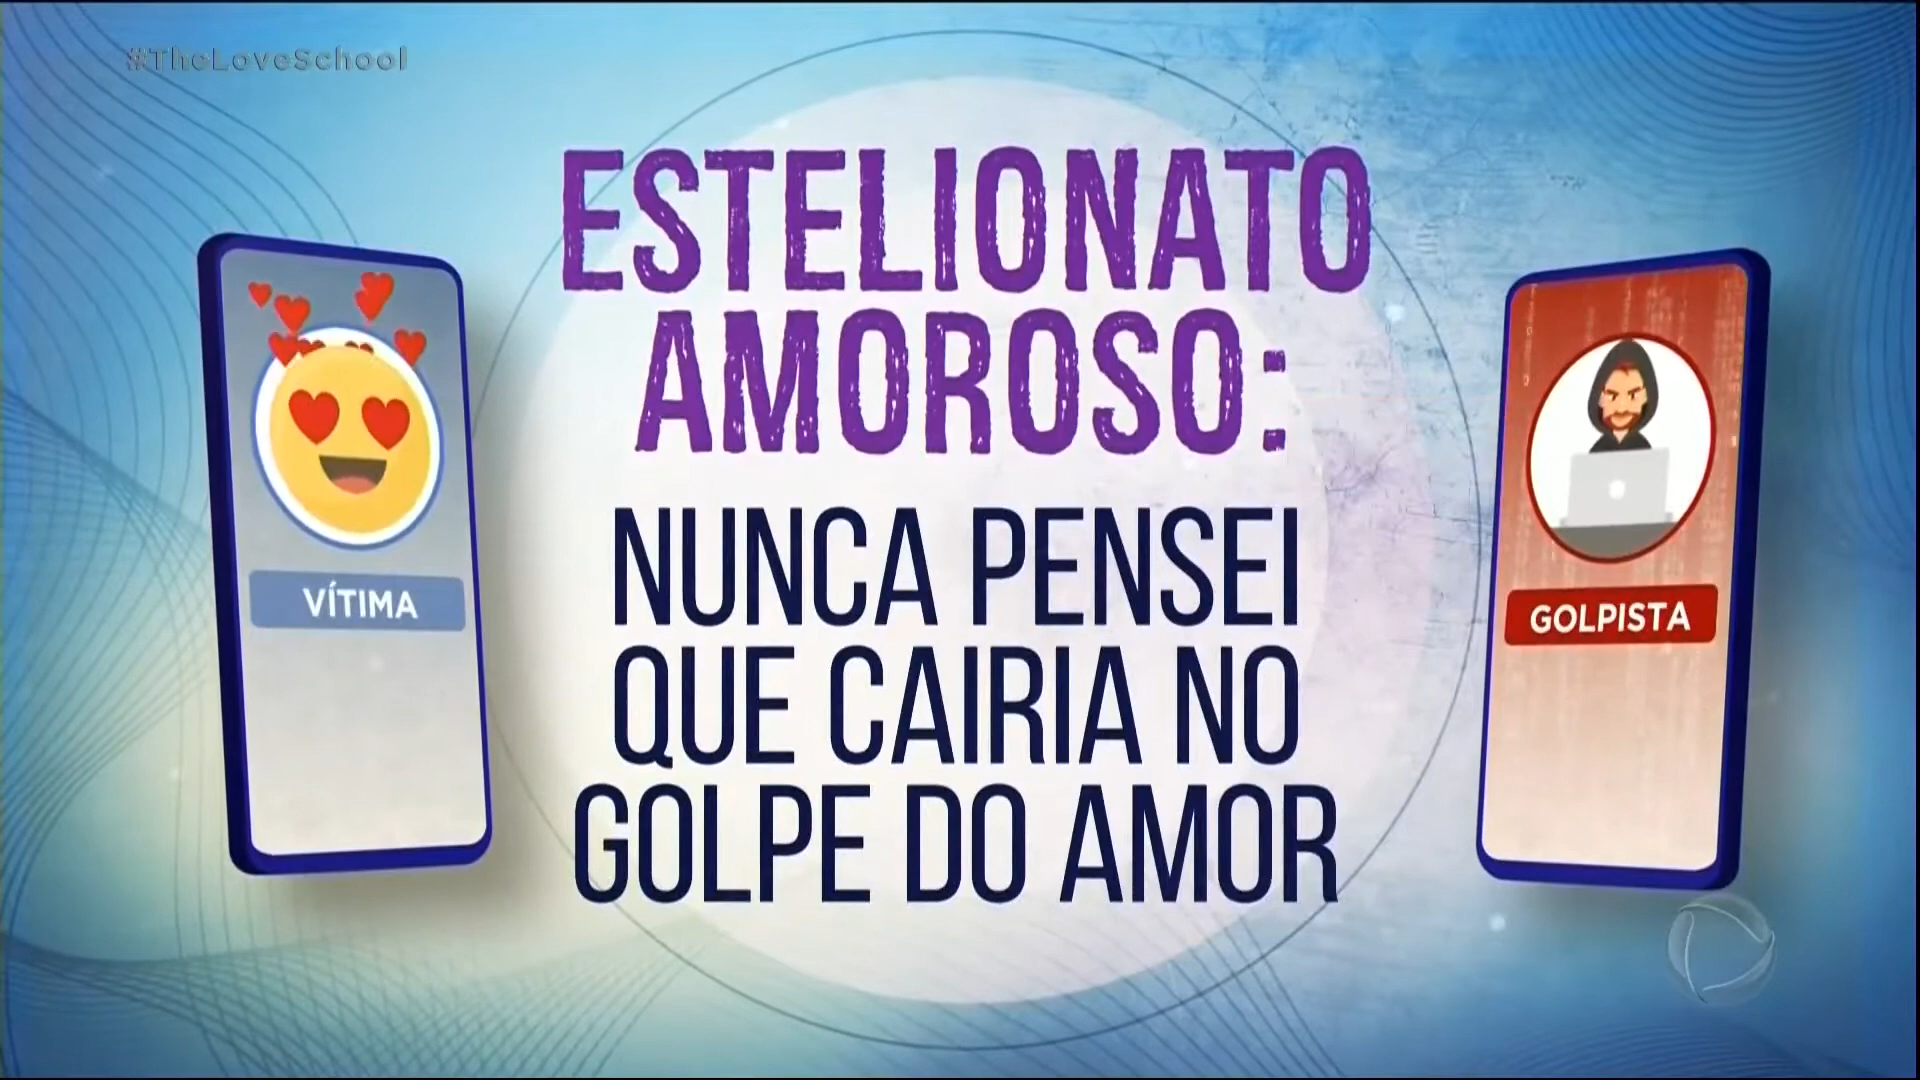 #TheLoveSchool
ESTELIONATO
AMOROSO:
NUNCA PENSEI
QUE CAIRIA NO
GOLPE DO AMOR
VÍTIMA
GOLPISTA